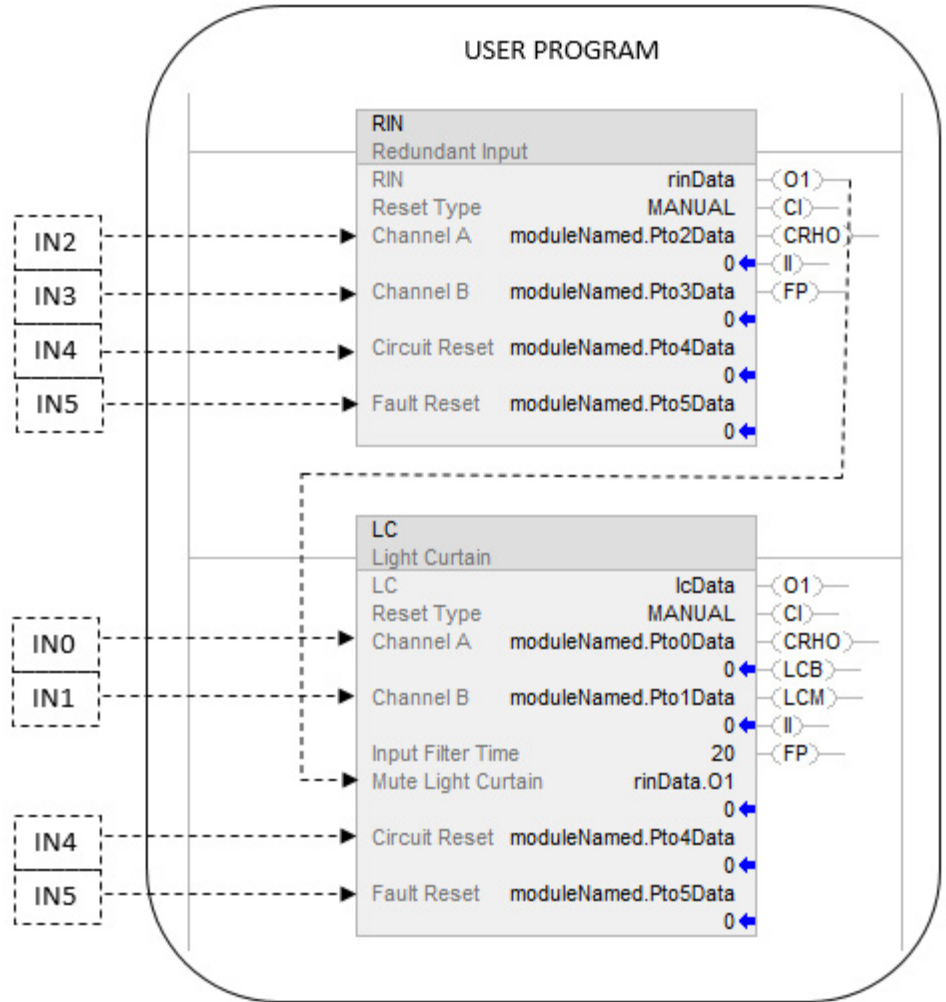 USER PROGRAM
RIN
Redundant Input
RIN rinData O1
Reset Type MANUAL CI
IN2 Channel A moduleNamed.Pto2Data CRHO
0 II
IN3 Channel B moduleNamed.Pto3Data FP
0
IN4 Circuit Reset moduleNamed.Pto4Data
0
IN5 Fault Reset moduleNamed.Pto5Data
0
LC
Light Curtain
LC lcData O1
Reset Type MANUAL CI
IN0 Channel A moduleNamed.Pto0Data CRHO
0 LCB
IN1 Channel B moduleNamed.Pto1Data LCM
0 II
Input Filter Time 20 FP
Mute Light Curtain rinData.O1
0
IN4 Circuit Reset moduleNamed.Pto4Data
0
IN5 Fault Reset moduleNamed.Pto5Data
0